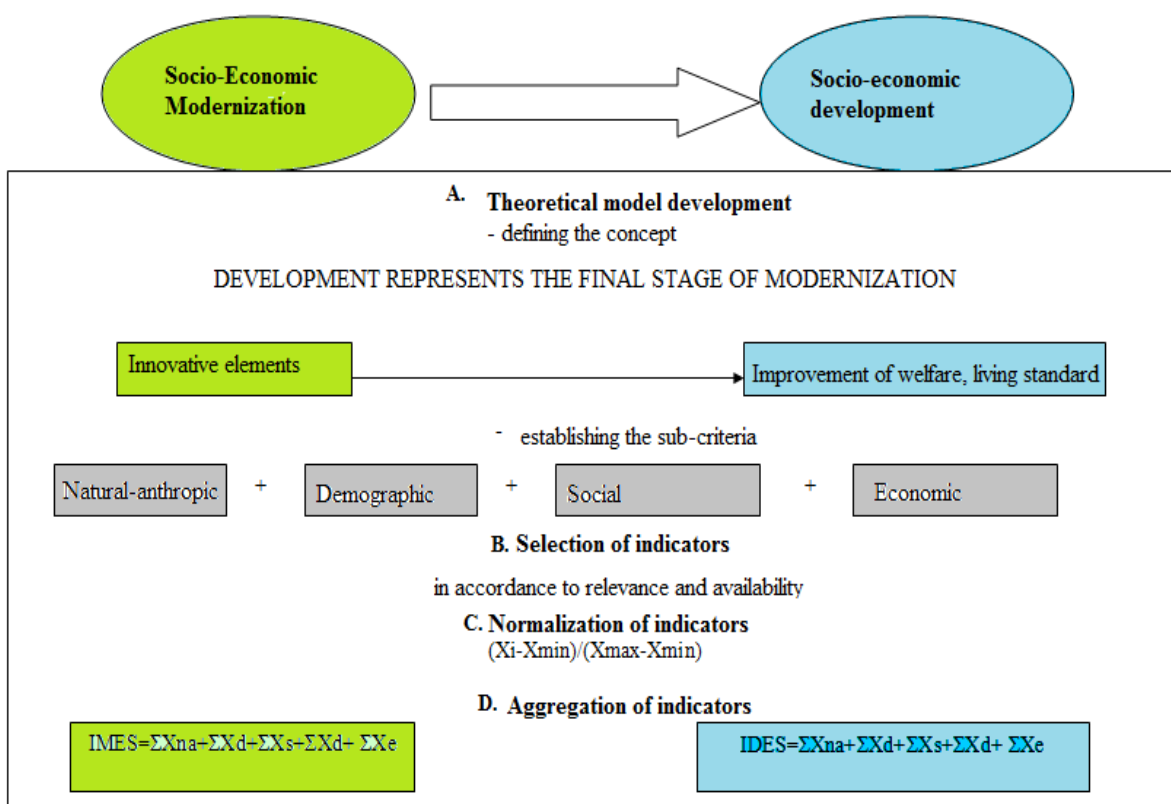 Socio-Economic
Modernization
Socio-economic
development
A. Theoretical model development
- defining the concept
DEVELOPMENT REPRESENTS THE FINAL STAGE OF MODERNIZATION
Innovative elements
Improvement of welfare, living standard
- establishing the sub-criteria
Natural-anthropic + Demographic + Social + Economic
B. Selection of indicators
in accordance to relevance and availability
C. Normalization of indicators
(Xi-Xmin)/(Xmax-Xmin)
D. Aggregation of indicators
IMES=ΣXna+ΣXd+ΣXs+ΣXd+ ΣXe
IDES=ΣXna+ΣXd+ΣXs+ΣXd+ ΣXe